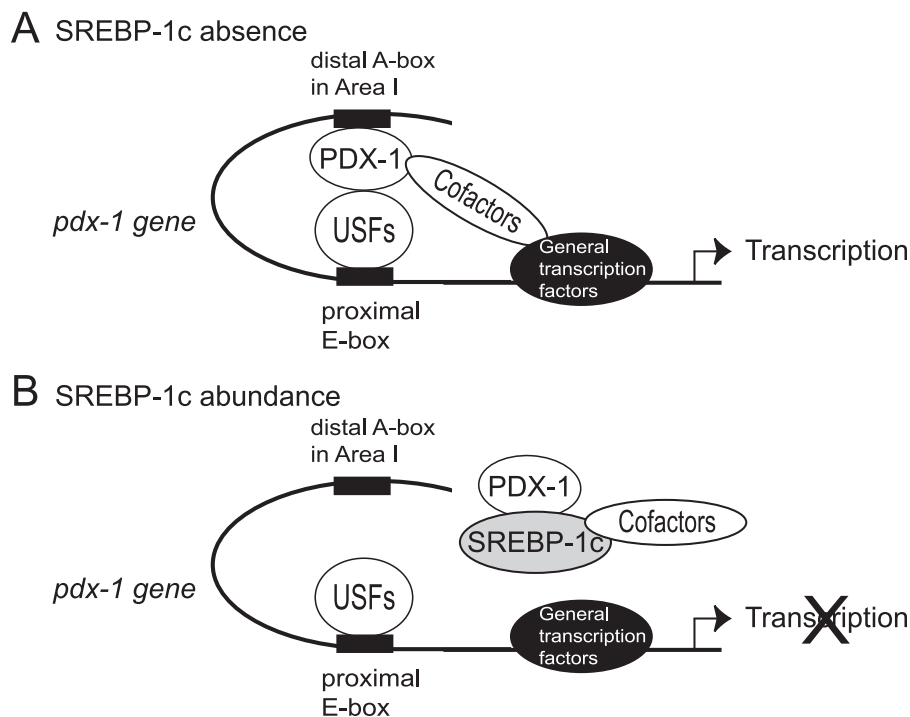 A SREBP-1c absence
distal A-box
in Area I
PDX-1
Cofactors
pdx-1 gene
USFs
General
transcription
factors
Transcription
proximal
E-box
B SREBP-1c abundance
distal A-box
in Area I
PDX-1
SREBP-1c
Cofactors
pdx-1 gene
USFs
General
transcription
factors
Transcription
proximal
E-box